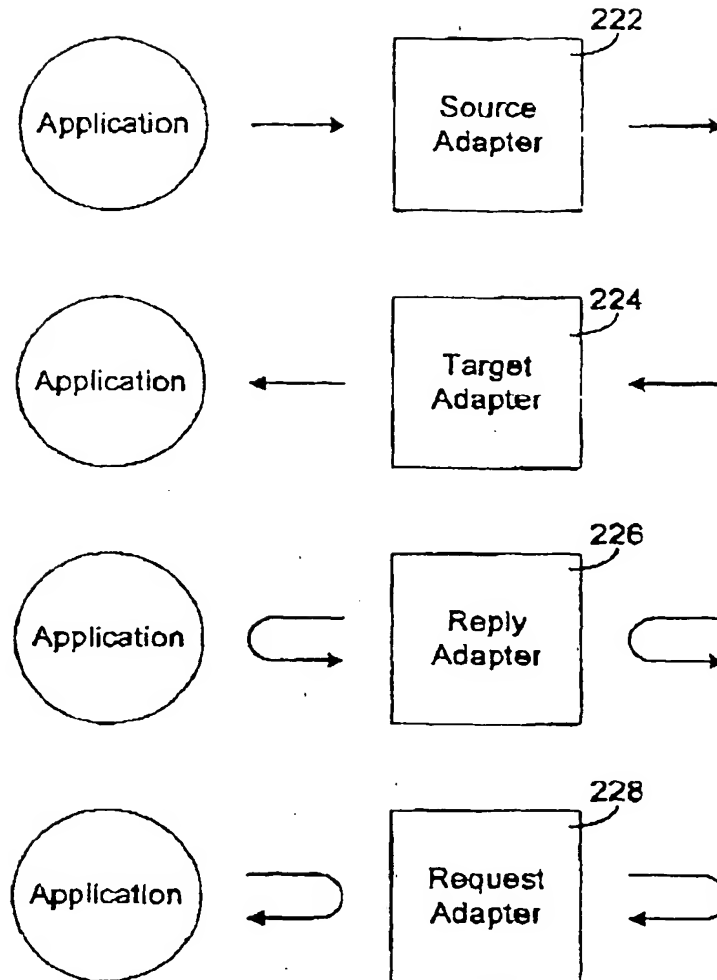 222
Application
Source
Adapter
224
Application
Target
Adapter
226
Application
Reply
Adapter
228
Application
Request
Adapter